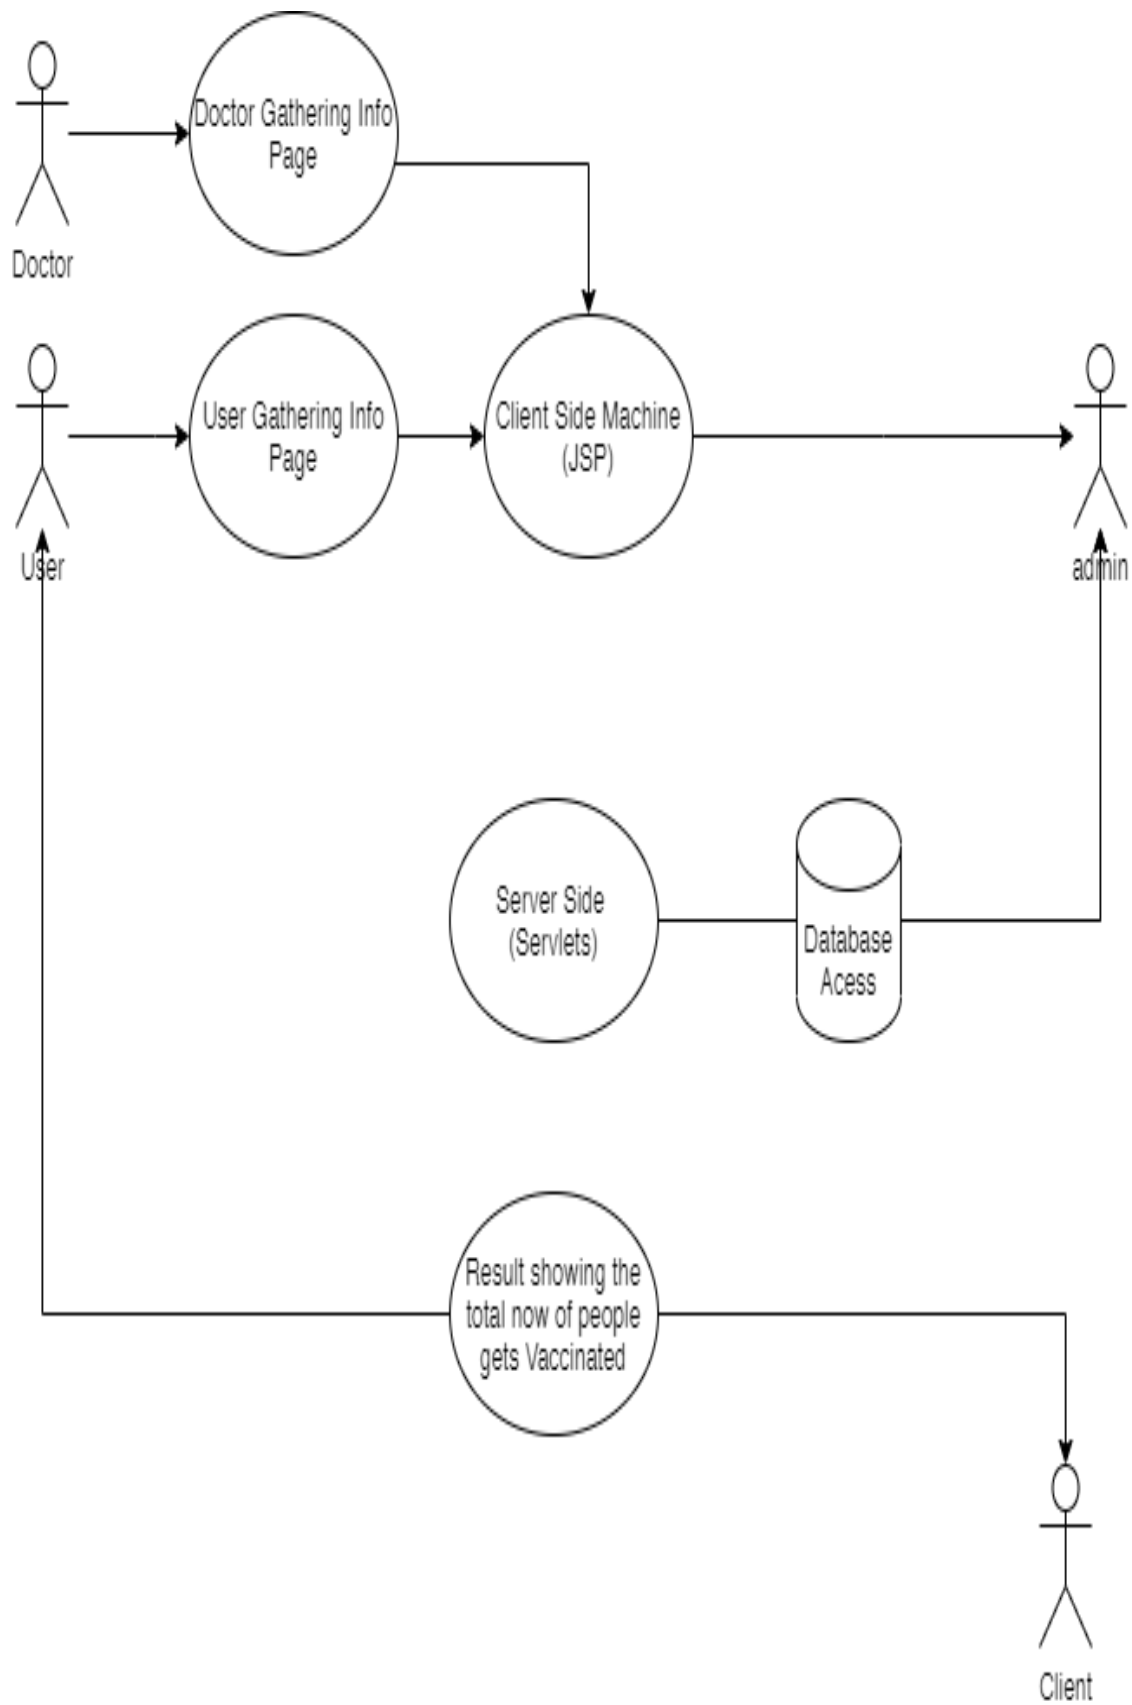 Doctor Gathering Info
Page
Doctor
User Gathering Info
Page
Client Side Machine
(JSP)
User
admin
Server Side
(Servlets)
Database
Acess
Result showing the
total now of people
gets Vaccinated
Client